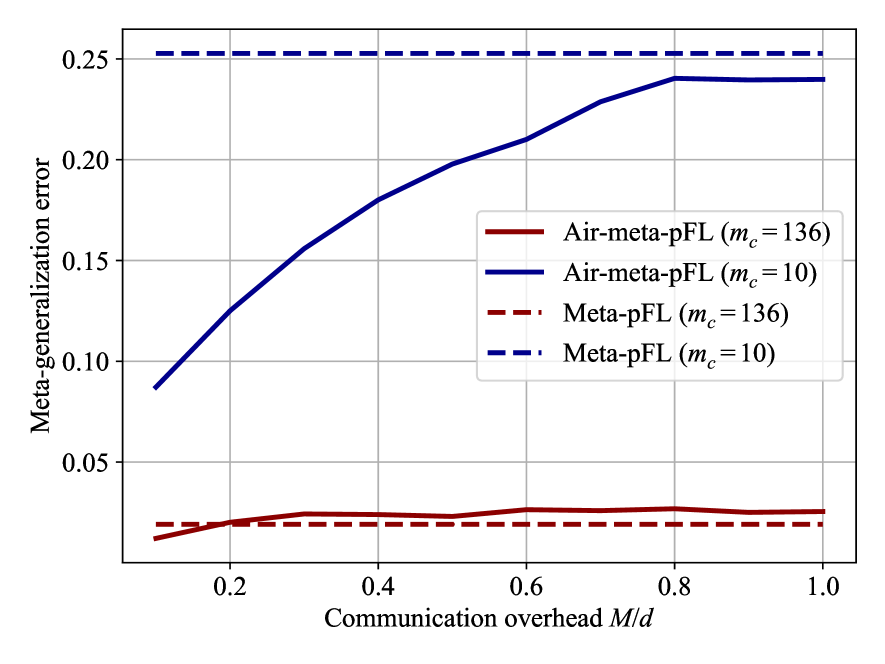 0.25
0.20
0.15
0.10
0.05
Meta-generalization error
Air-meta-pFL (m_c = 136)
Air-meta-pFL (m_c = 10)
Meta-pFL (m_c = 136)
Meta-pFL (m_c = 10)
0.2 0.4 0.6 0.8 1.0
Communication overhead M/d